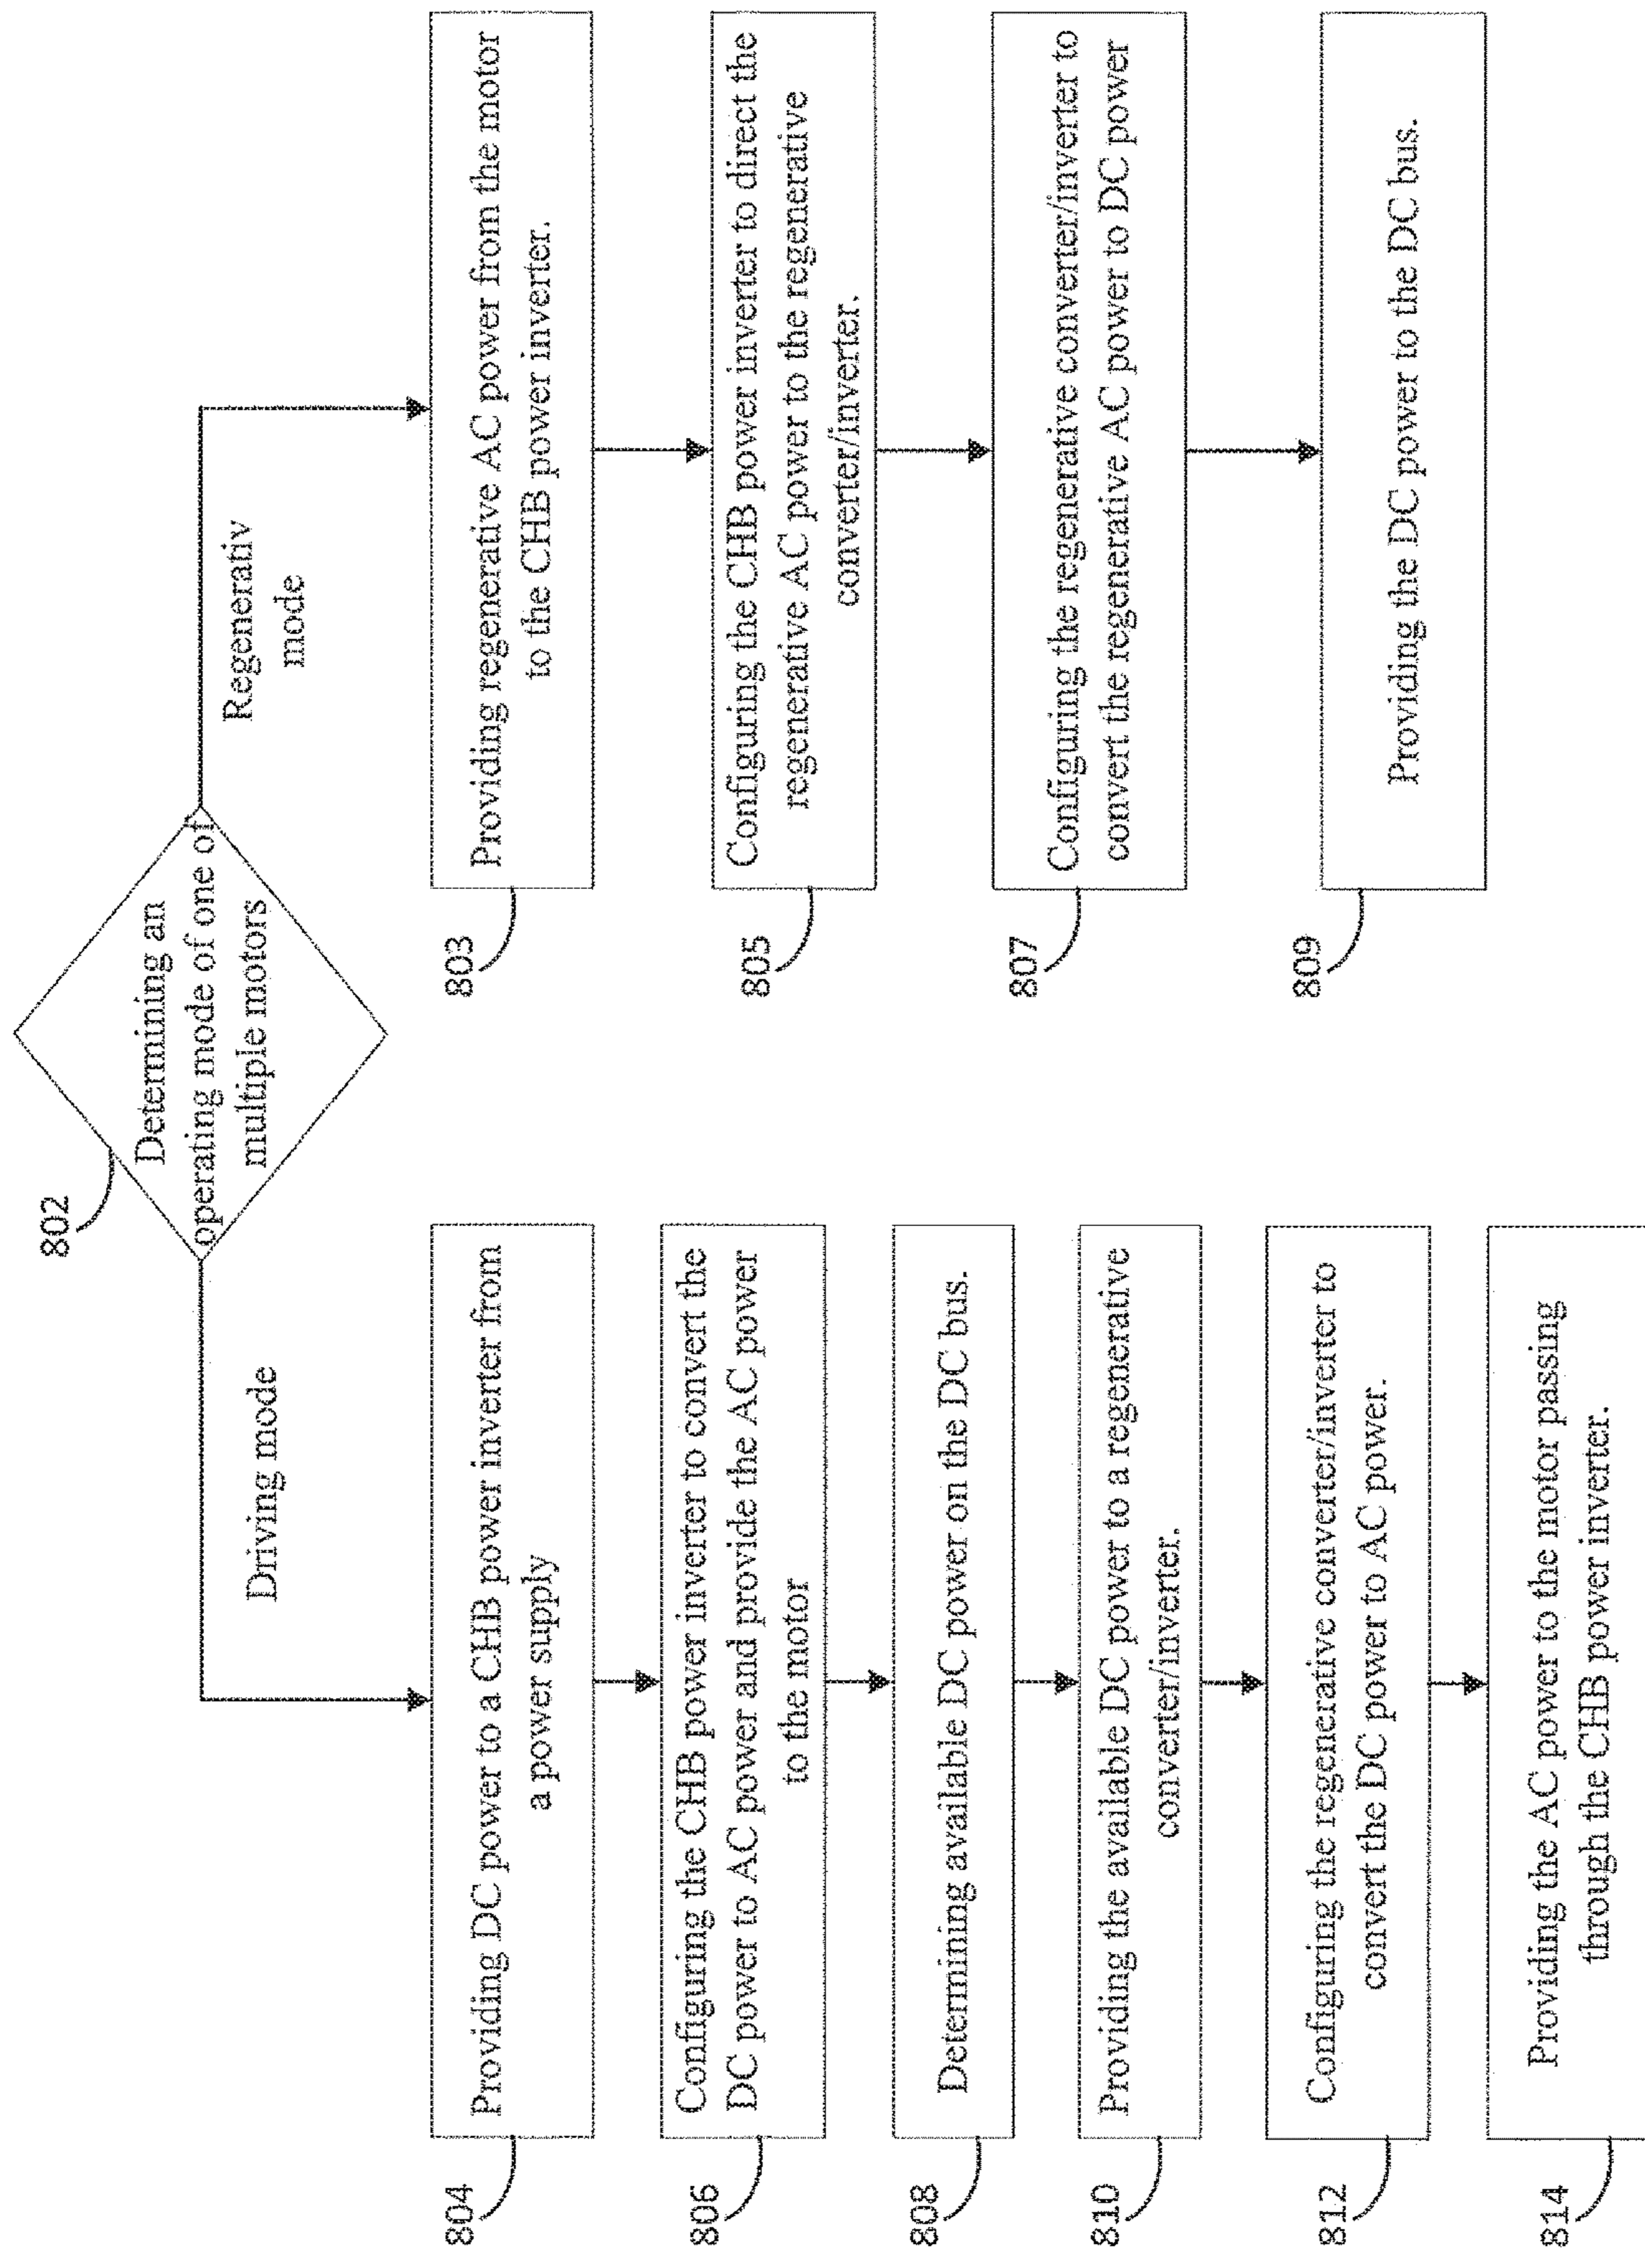 802
Determining an
operating mode of one of
multiple motors
Driving mode
Regenerativ
mode
804
Providing DC power to a CHB power inverter from
a power supply
806
Configuring the CHB power inverter to convert the
DC power to AC power and provide the AC power
to the motor
808
Determining available DC power on the DC bus.
810
Providing the available DC power to a regenerative
converter/inverter.
812
Configuring the regenerative converter/inverter to
convert the DC power to AC power.
814
Providing the AC power to the motor passing
through the CHB power inverter.
803
Providing regenerative AC power from the motor
to the CHB power inverter.
805
Configuring the CHB power inverter to direct the
regenerative AC power to the regenerative
converter/inverter.
807
Configuring the regenerative converter/inverter to
convert the regenerative AC power to DC power
809
Providing the DC power to the DC bus.